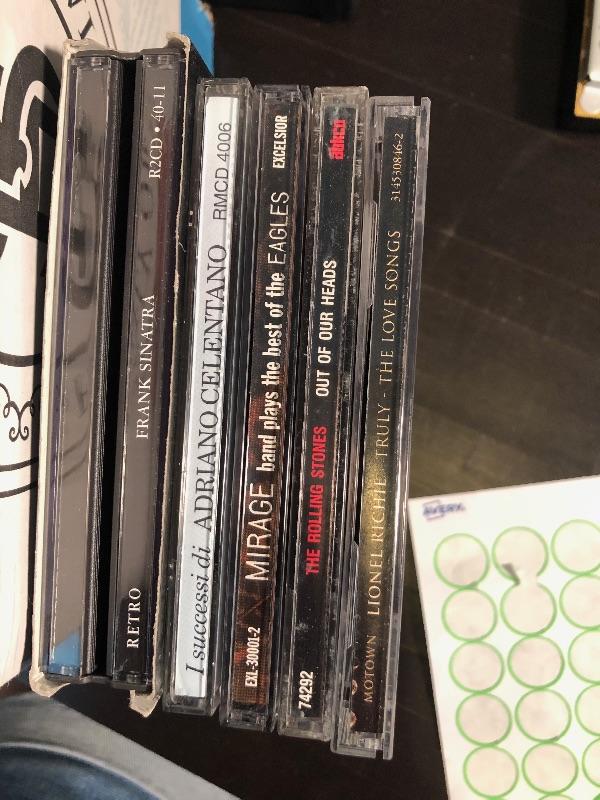 RETRO FRANK SINATRA R2CD • 40-11
I successi di ADRIANO CELENTANO RMCD 4006
EXL-30001-2 MIRAGE band plays the best of the EAGLES EXCELSIOR
74292 THE ROLLING STONES OUT OF OUR HEADS abkco
MOTOWN LIONEL RICHIE TRULY - THE LOVE SONGS 314530846-2
AVERY